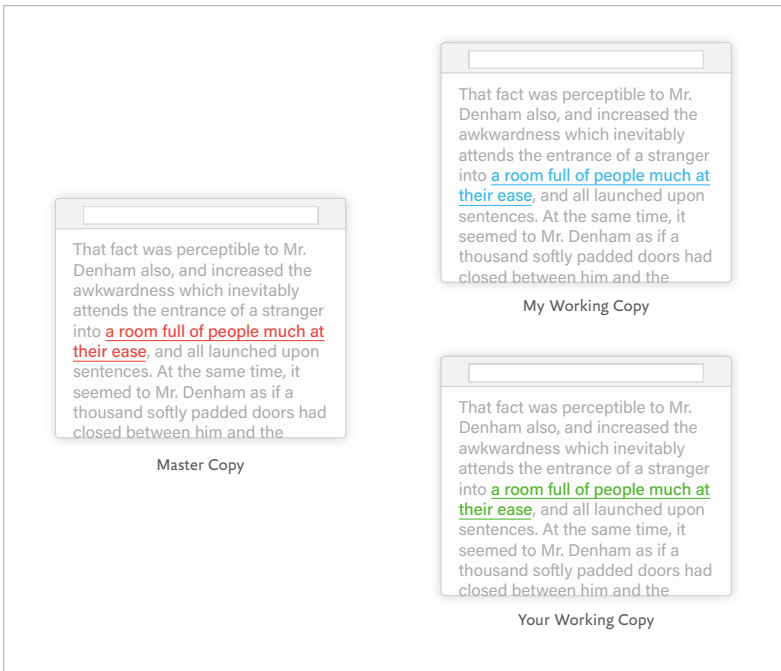 That fact was perceptible to Mr.
Denham also, and increased the
awkwardness which inevitably
attends the entrance of a stranger
into a room full of people much at
their ease, and all launched upon
sentences. At the same time, it
seemed to Mr. Denham as if a
thousand softly padded doors had
closed between him and the
Master Copy
That fact was perceptible to Mr.
Denham also, and increased the
awkwardness which inevitably
attends the entrance of a stranger
into a room full of people much at
their ease, and all launched upon
sentences. At the same time, it
seemed to Mr. Denham as if a
thousand softly padded doors had
closed between him and the
My Working Copy
That fact was perceptible to Mr.
Denham also, and increased the
awkwardness which inevitably
attends the entrance of a stranger
into a room full of people much at
their ease, and all launched upon
sentences. At the same time, it
seemed to Mr. Denham as if a
thousand softly padded doors had
closed between him and the
Your Working Copy